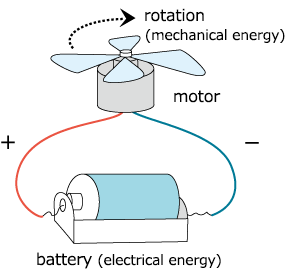 rotation
(mechanical energy)
motor
+ −
battery (electrical energy)